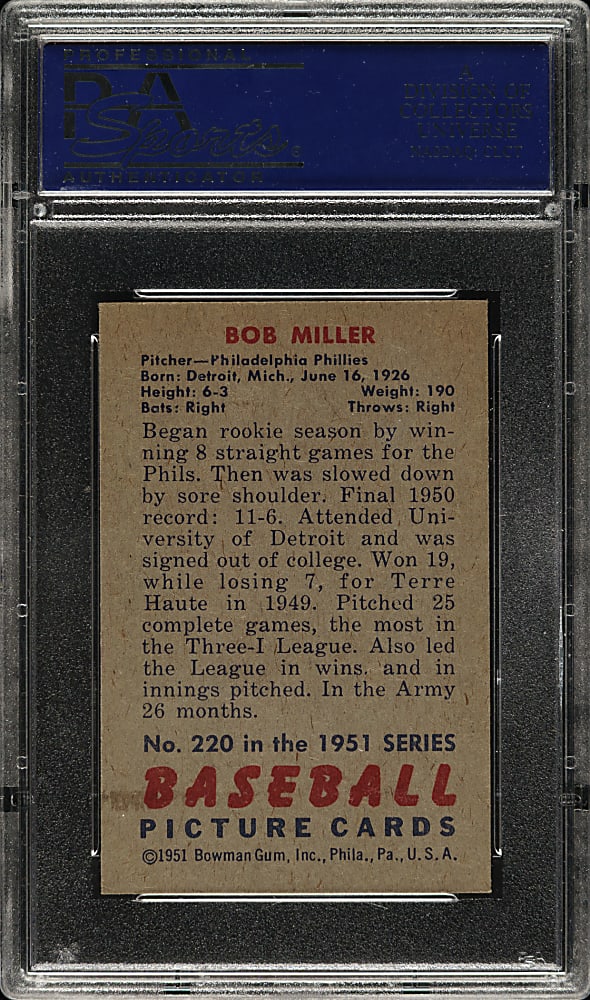 PROFESSIONAL
PSA
Sports
AUTHENTICATOR
A
DIVISION OF
COLLECTORS
UNIVERSE
NASDAQ: CLCT
BOB MILLER
Pitcher—Philadelphia Phillies
Born: Detroit, Mich., June 16, 1926
Height: 6-3 Weight: 190
Bats: Right Throws: Right
Began rookie season by win-
ning 8 straight games for the
Phils. Then was slowed down
by sore shoulder. Final 1950
record: 11-6. Attended Uni-
versity of Detroit and was
signed out of college. Won 19,
while losing 7, for Terre
Haute in 1949. Pitched 25
complete games, the most in
the Three-I League. Also led
the League in wins, and in
innings pitched. In the Army
26 months.
No. 220 in the 1951 SERIES
BASEBALL
PICTURE CARDS
©1951 Bowman Gum, Inc., Phila., Pa., U.S.A.